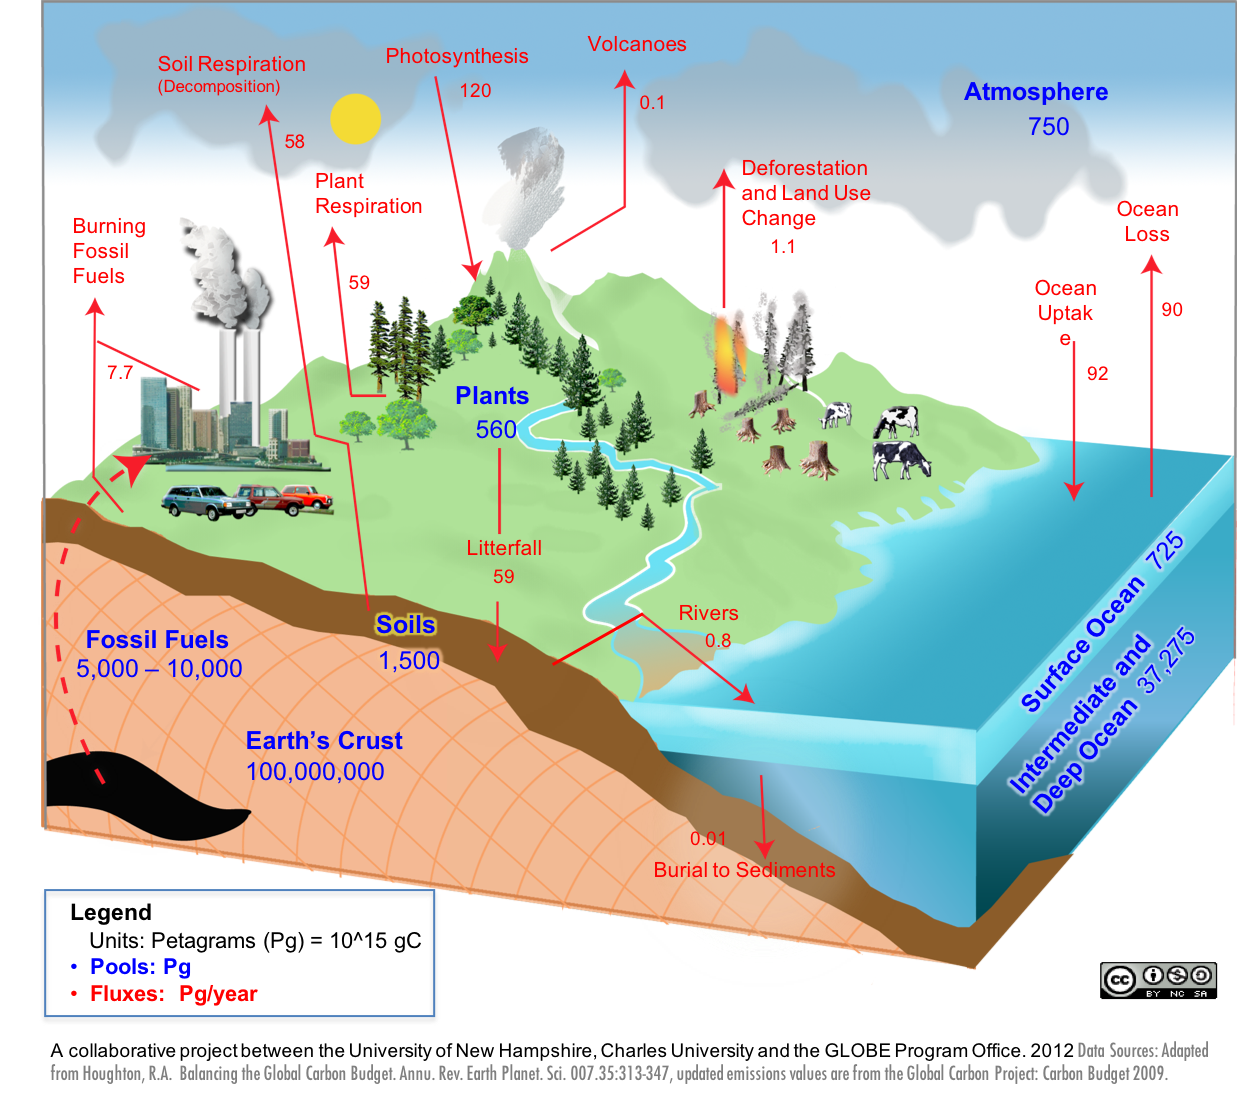 Soil Respiration
(Decomposition)
58
Photosynthesis
120
Volcanoes
0.1
Atmosphere
750
Plant
Respiration
59
Deforestation
and Land Use
Change
1.1
Burning
Fossil
Fuels
7.7
Ocean
Loss
90
Ocean
Uptak
e
92
Plants
560
Litterfall
59
Rivers
0.8
Soils
1,500
Fossil Fuels
5,000 – 10,000
Earth's Crust
100,000,000
Surface Ocean 725
Intermediate and
Deep Ocean 37,275
0.01
Burial to Sediments
Legend
Units: Petagrams (Pg) = 10^15 gC
• Pools: Pg
• Fluxes: Pg/year
cc
BY NC SA
A collaborative project between the University of New Hampshire, Charles University and the GLOBE Program Office. 2012 Data Sources: Adapted
from Houghton, R.A. Balancing the Global Carbon Budget. Annu. Rev. Earth Planet. Sci. 007.35:313-347, updated emissions values are from the Global Carbon Project: Carbon Budget 2009.